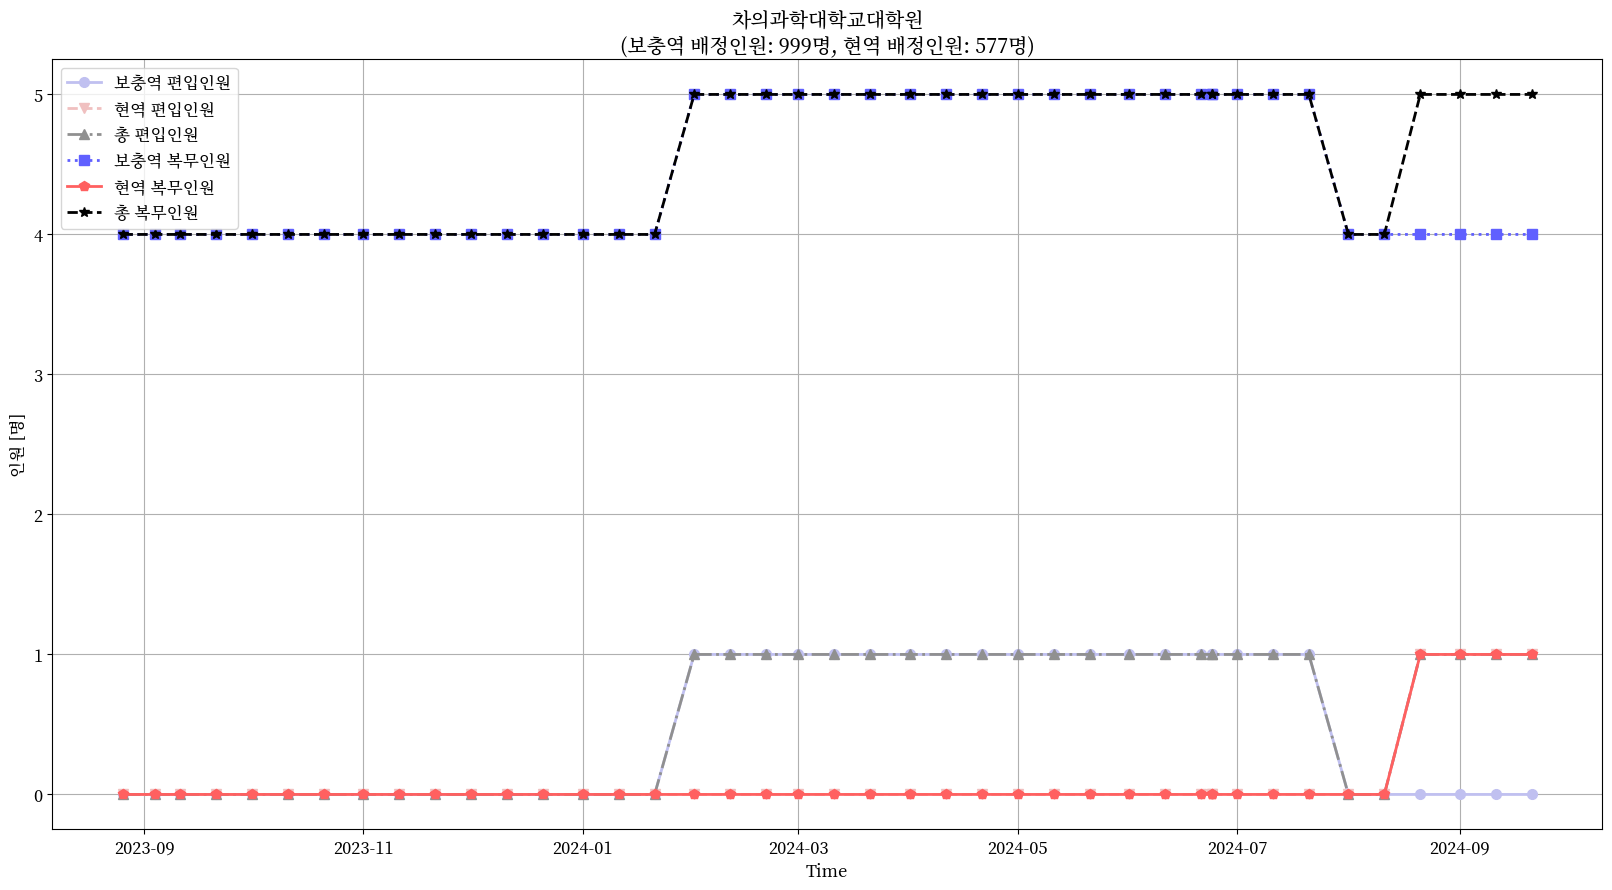 차의과학대학교대학원
(보충역 배정인원: 999명, 현역 배정인원: 577명)
보충역 편입인원
현역 편입인원
총 편입인원
보충역 복무인원
현역 복무인원
총 복무인원
5
4
3
2
1
0
인원 [명]
2023-09
2023-11
2024-01
2024-03
2024-05
2024-07
2024-09
Time